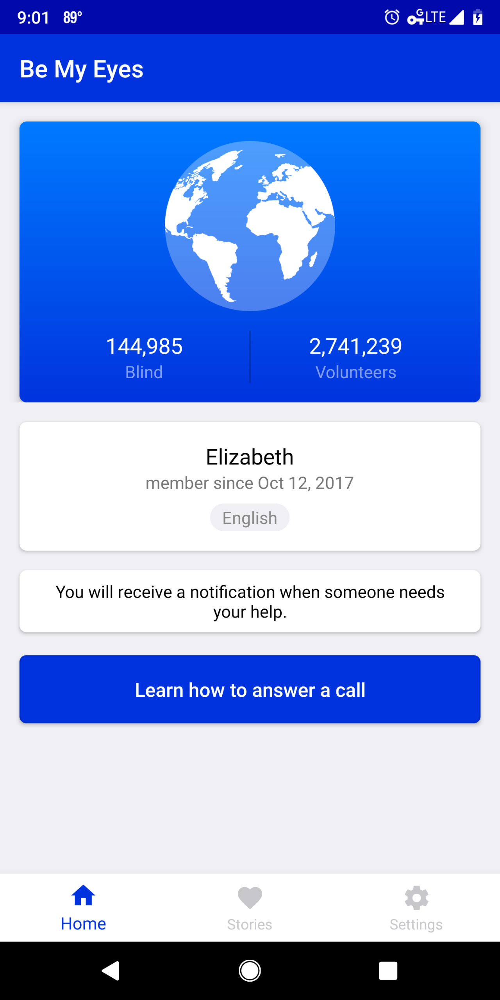 9:01 89°
G LTE
Be My Eyes
144,985
Blind
2,741,239
Volunteers
Elizabeth
member since Oct 12, 2017
English
You will receive a notification when someone needs
your help.
Learn how to answer a call
Home
Stories
Settings